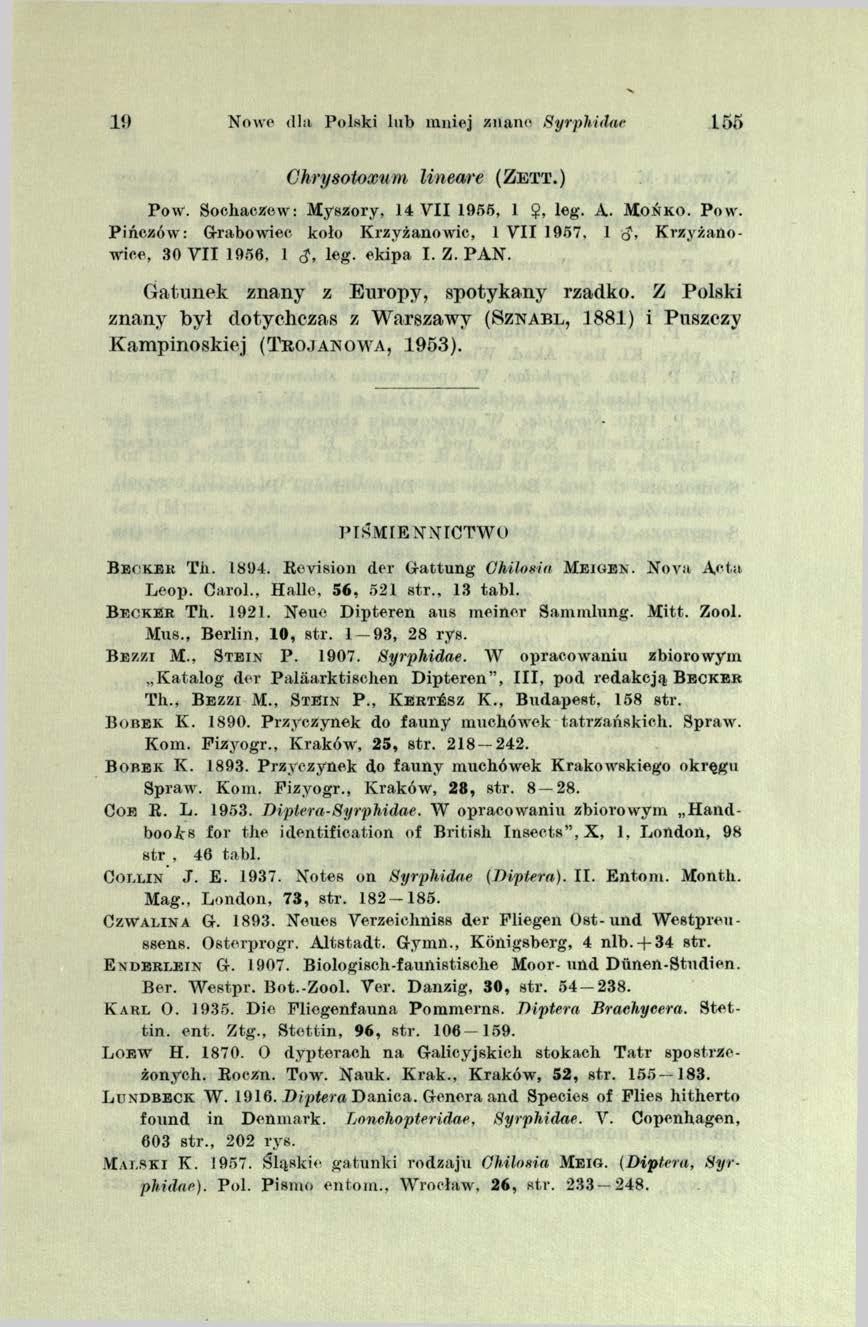 19 Nowe dla Polski lub mniej znane Syrphidae 155
Chrysotoxum lineare (ZETT.)
Pow. Sochaczew: Myszory, 14 VII 1955, 1 ♀, leg. A. MOŃKO. Pow.
Pińczów: Grabowiec koło Krzyżanowic, 1 VII 1957, 1 ♂, Krzyżano-
wice, 30 VII 1956, 1 ♂, leg. ekipa I. Z. PAN.
Gatunek znany z Europy, spotykany rzadko. Z Polski
znany był dotychczas z Warszawy (SZNABL, 1881) i Puszczy
Kampinoskiej (TROJANOWA, 1953).
PIŚMIENNICTWO
BECKER Th. 1894. Revision der Gattung Chilosia MEIGEN. Nova Acta
Leop. Carol., Halle, 56, 521 str., 13 tabl.
BECKER Th. 1921. Neue Dipteren aus meiner Sammlung. Mitt. Zool.
Mus., Berlin, 10, str. 1—93, 28 rys.
BEZZI M., STEIN P. 1907. Syrphidae. W opracowaniu zbiorowym
„Katalog der Paläarktischen Dipteren”, III, pod redakcją BECKER
Th., BEZZI M., STEIN P., KERTÉSZ K., Budapest, 158 str.
BOBEK K. 1890. Przyczynek do fauny muchówek tatrzańskich. Spraw.
Kom. Fizyogr., Kraków, 25, str. 218—242.
BOBEK K. 1893. Przyczynek do fauny muchówek Krakowskiego okręgu
Spraw. Kom. Fizyogr., Kraków, 28, str. 8—28.
COE R. L. 1953. Diptera-Syrphidae. W opracowaniu zbiorowym „Hand-
books for the identification of British Insects”, X, 1, London, 98
str., 46 tabl.
COLLIN J. E. 1937. Notes on Syrphidae (Diptera). II. Entom. Month.
Mag., London, 73, str. 182—185.
CZWALINA G. 1893. Neues Verzeichniss der Fliegen Ost- und Westpreu-
ssens. Osterprogr. Altstadt. Gymn., Königsberg, 4 nlb.+34 str.
ENDERLEIN G. 1907. Biologisch-faunistische Moor- und Dünen-Studien.
Ber. Westpr. Bot.-Zool. Ver. Danzig, 30, str. 54—238.
KARL O. 1935. Die Fliegenfauna Pommerns. Diptera Brachycera. Stet-
tin. ent. Ztg., Stettin, 96, str. 106—159.
LOEW H. 1870. O dypterach na Galicyjskich stokach Tatr spostrze-
żonych. Roczn. Tow. Nauk. Krak., Kraków, 52, str. 155—183.
LUNDBECK W. 1916. Diptera Danica. Genera and Species of Flies hitherto
found in Denmark. Lonchopteridae, Syrphidae. V. Copenhagen,
603 str., 202 rys.
MALSKI K. 1957. Śląskie gatunki rodzaju Chilosia MEIG. (Diptera, Syr-
phidae). Pol. Pismo entom., Wrocław, 26, str. 233—248.